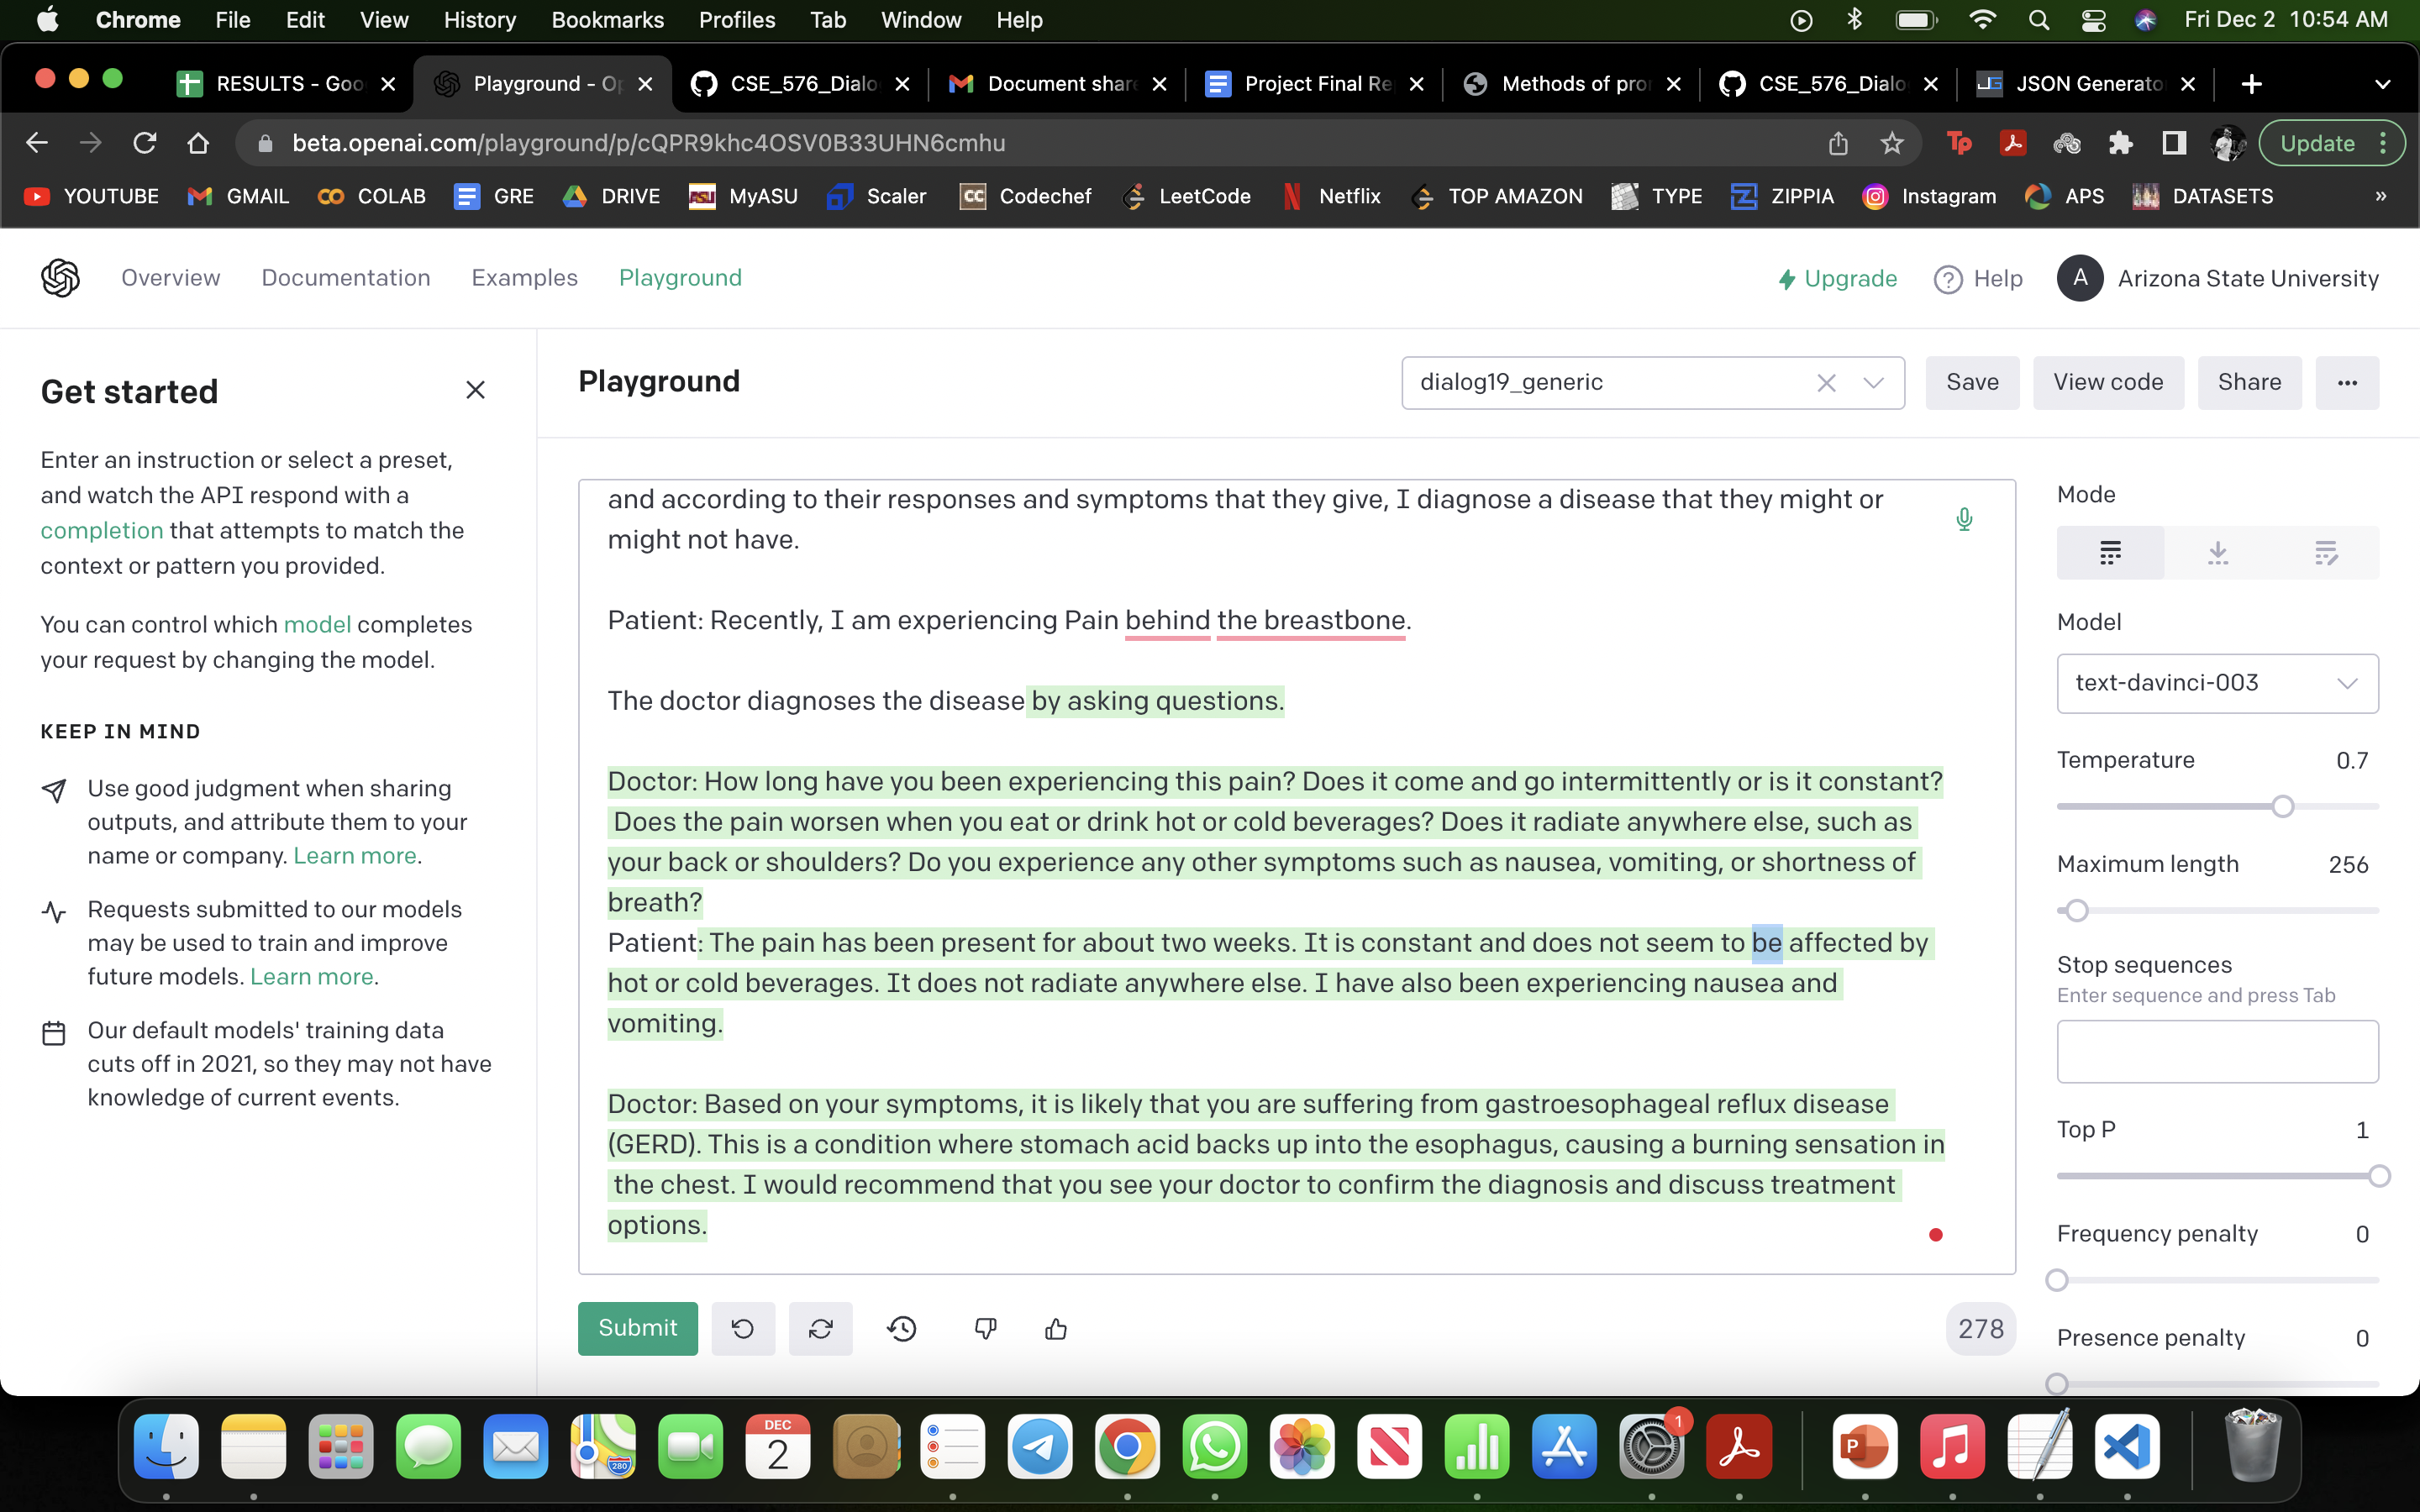 Chrome File Edit View History Bookmarks Profiles Tab Window Help Fri Dec 2 10:54 AM
RESULTS - Goo Playground - Op CSE_576_Dialo Document share Project Final Re Methods of pro CSE_576_Dialo JSON Generato
beta.openai.com/playground/p/cQPR9khc4OSV0B33UHN6cmhu Tp Update
YOUTUBE GMAIL COLAB GRE DRIVE MyASU Scaler CC Codechef LeetCode Netflix TOP AMAZON TYPE ZIPPIA Instagram APS DATASETS »
Overview Documentation Examples Playground Upgrade Help A Arizona State University
Get started
Enter an instruction or select a preset,
and watch the API respond with a
completion that attempts to match the
context or pattern you provided.
You can control which model completes
your request by changing the model.
KEEP IN MIND
Use good judgment when sharing
outputs, and attribute them to your
name or company. Learn more.
Requests submitted to our models
may be used to train and improve
future models. Learn more.
Our default models' training data
cuts off in 2021, so they may not have
knowledge of current events.
Playground dialog19_generic Save View code Share ...
and according to their responses and symptoms that they give, I diagnose a disease that they might or
might not have.
Patient: Recently, I am experiencing Pain behind the breastbone.
The doctor diagnoses the disease by asking questions.
Doctor: How long have you been experiencing this pain? Does it come and go intermittently or is it constant?
Does the pain worsen when you eat or drink hot or cold beverages? Does it radiate anywhere else, such as
your back or shoulders? Do you experience any other symptoms such as nausea, vomiting, or shortness of
breath?
Patient: The pain has been present for about two weeks. It is constant and does not seem to be affected by
hot or cold beverages. It does not radiate anywhere else. I have also been experiencing nausea and
vomiting.
Doctor: Based on your symptoms, it is likely that you are suffering from gastroesophageal reflux disease
(GERD). This is a condition where stomach acid backs up into the esophagus, causing a burning sensation in
the chest. I would recommend that you see your doctor to confirm the diagnosis and discuss treatment
options.
Submit 278
Mode
Model
text-davinci-003
Temperature 0.7
Maximum length 256
Stop sequences
Enter sequence and press Tab
Top P 1
Frequency penalty 0
Presence penalty 0
280 DEC 2 1 P